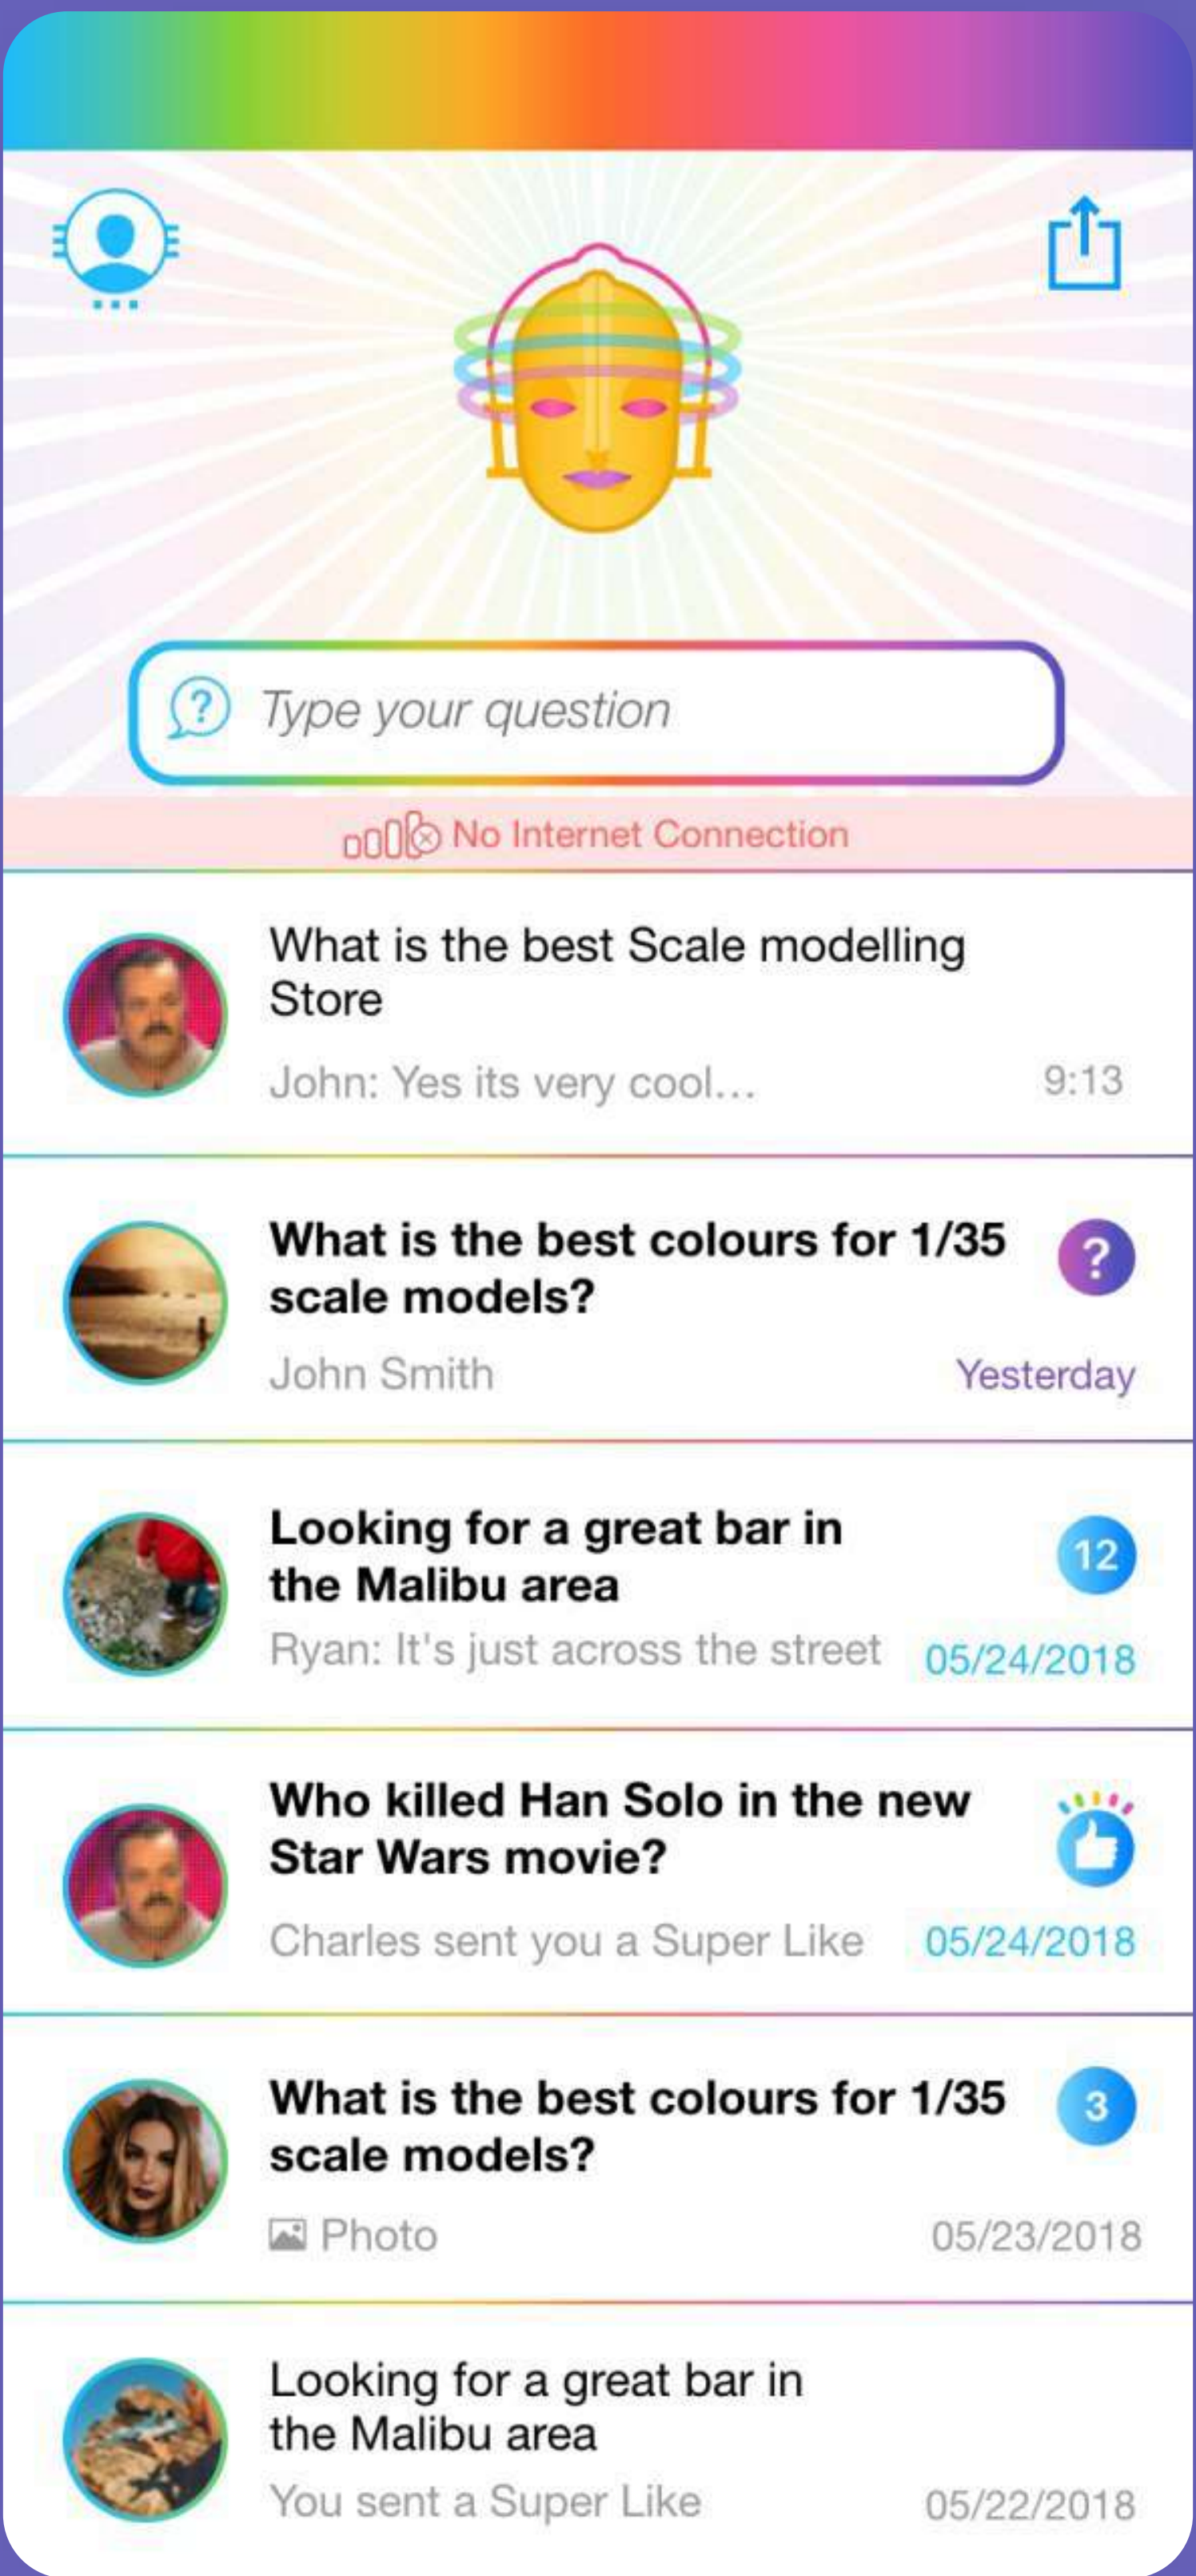 Type your question
No Internet Connection
What is the best Scale modelling
Store
John: Yes its very cool...
9:13
What is the best colours for 1/35
scale models?
?
John Smith
Yesterday
Looking for a great bar in
the Malibu area
12
Ryan: It's just across the street
05/24/2018
Who killed Han Solo in the new
Star Wars movie?
Charles sent you a Super Like
05/24/2018
What is the best colours for 1/35
scale models?
3
Photo
05/23/2018
Looking for a great bar in
the Malibu area
You sent a Super Like
05/22/2018